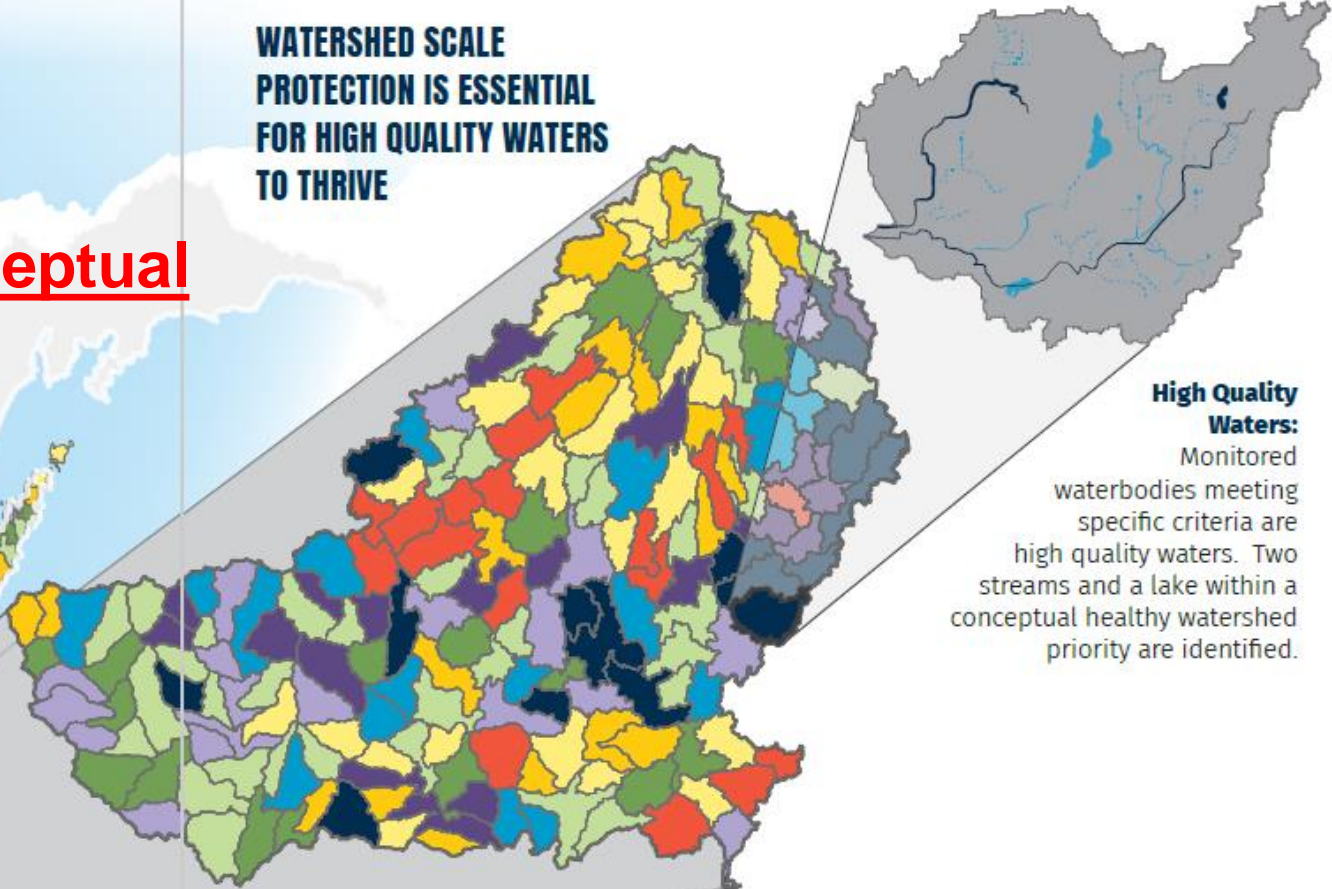 WATERSHED SCALE
PROTECTION IS ESSENTIAL
FOR HIGH QUALITY WATERS
TO THRIVE
eptual
High Quality
Waters:
Monitored
waterbodies meeting
specific criteria are
high quality waters. Two
streams and a lake within a
conceptual healthy watershed
priority are identified.